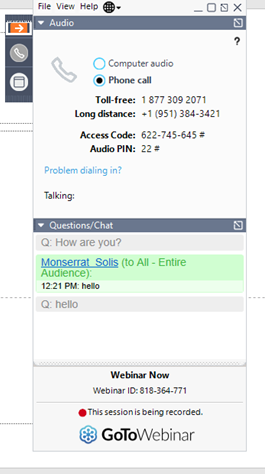 File View Help
Audio
?
Computer audio
Phone call
Toll-free: 1 877 309 2071
Long distance: +1 (951) 384-3421
Access Code: 622-745-645 #
Audio PIN: 22 #
Problem dialing in?
Talking:
Questions/Chat
Q: How are you?
Monserrat Solis (to All - Entire
Audience):
12:21 PM: hello
Q: hello
Webinar Now
Webinar ID: 818-364-771
This session is being recorded.
GoToWebinar